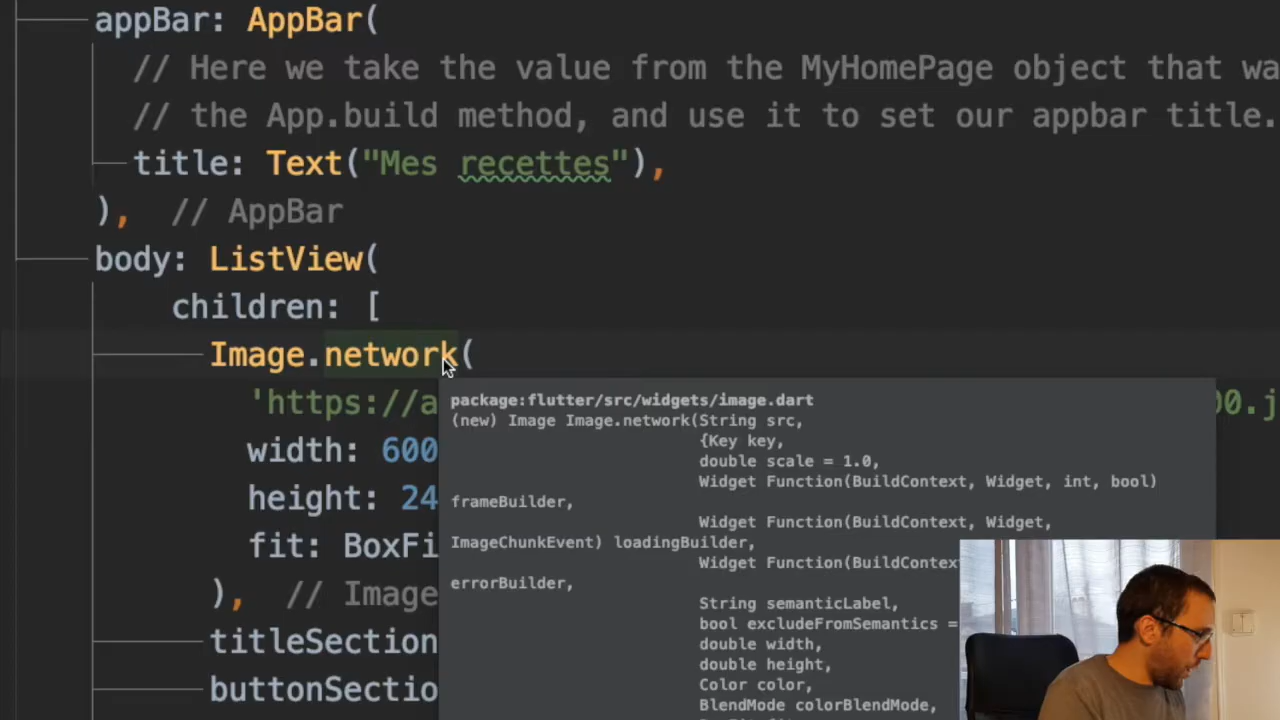 appBar: AppBar(
// Here we take the value from the MyHomePage object that wa
// the App.build method, and use it to set our appbar title.
title: Text("Mes recettes"),
), // AppBar
body: ListView(
children: [
Image.network(
'https://a
00.j
width: 600
height: 24
fit: BoxFi
), // Image
titleSection
buttonSectio
package:flutter/src/widgets/image.dart
(new) Image Image.network(String src,
{Key key,
double scale = 1.0,
Widget Function(BuildContext, Widget, int, bool)
frameBuilder,
Widget Function(BuildContext, Widget,
ImageChunkEvent) loadingBuilder,
Widget Function(BuildContext
errorBuilder,
String semanticLabel,
bool excludeFromSemantics =
double width,
double height,
Color color,
BlendMode colorBlendMode,